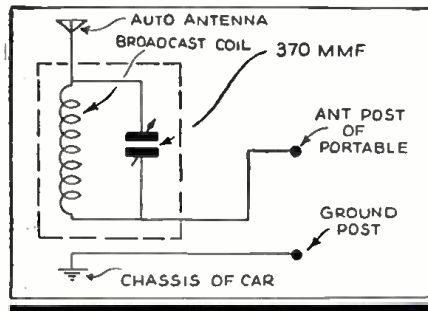 AUTO ANTENNA
BROADCAST COIL
370 MMF
ANT POST
OF
PORTABLE
GROUND
POST
CHASSIS OF CAR